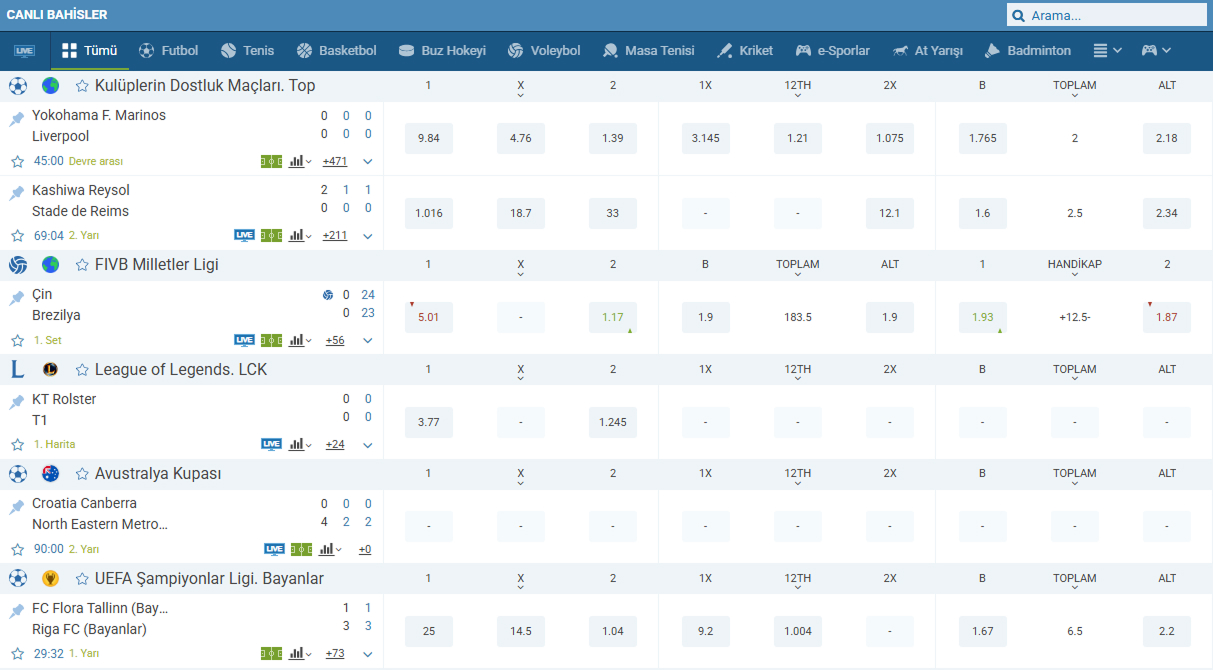 CANLI BAHİSLER
Arama...
LIVE Tümü Futbol Tenis Basketbol Buz Hokeyi Voleybol Masa Tenisi Kriket e-Sporlar At Yarışı Badminton
Kulüplerin Dostluk Maçları. Top 1 X 2 1X 12TH 2X B TOPLAM ALT
Yokohama F. Marinos 0 0 0
Liverpool 0 0 0
9.84 4.76 1.39 3.145 1.21 1.075 1.765 2 2.18
45:00 Devre arası +471
Kashiwa Reysol 2 1 1
Stade de Reims 0 0 0
1.016 18.7 33 - - 12.1 1.6 2.5 2.34
69:04 2. Yarı LIVE +211
FIVB Milletler Ligi 1 X 2 B TOPLAM ALT 1 HANDİKAP 2
Çin 0 24
Brezilya 0 23
5.01 - 1.17 1.9 183.5 1.9 1.93 +12.5- 1.87
1. Set LIVE +56
L League of Legends. LCK 1 X 2 1X 12TH 2X B TOPLAM ALT
KT Rolster 0 0
T1 0 0
3.77 - 1.245 - - - - - -
1. Harita LIVE +24
Avustralya Kupası 1 X 2 1X 12TH 2X B TOPLAM ALT
Croatia Canberra 0 0 0
North Eastern Metro... 4 2 2
- - - - - - - - -
90:00 2. Yarı LIVE +0
UEFA Şampiyonlar Ligi. Bayanlar 1 X 2 1X 12TH 2X B TOPLAM ALT
FC Flora Tallinn (Bay... 1 1
Riga FC (Bayanlar) 3 3
25 14.5 1.04 9.2 1.004 - 1.67 6.5 2.2
29:32 1. Yarı +73